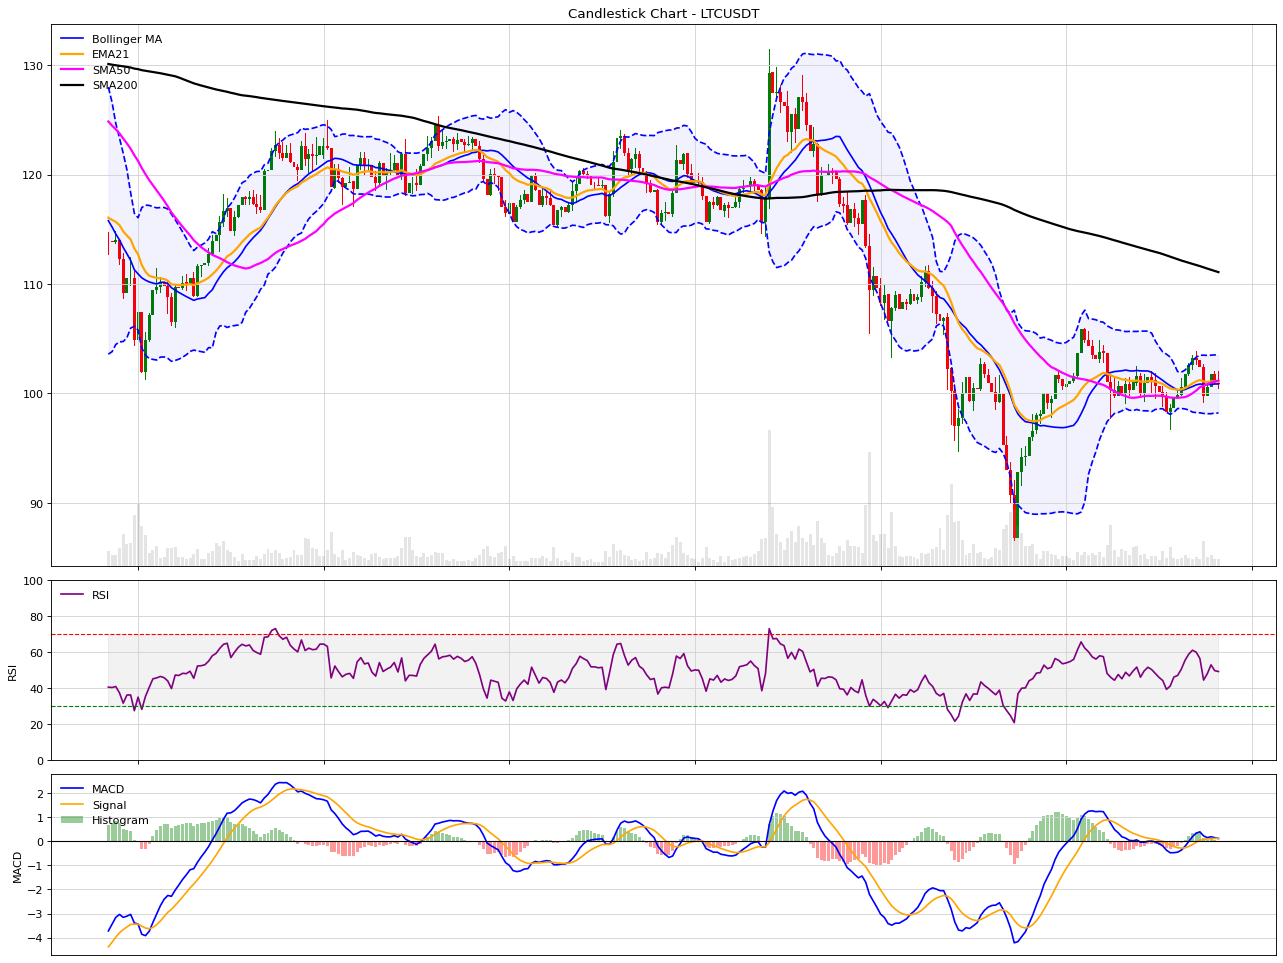 Candlestick Chart - LTCUSDT
Bollinger MA
EMA21
SMA50
SMA200
130
120
110
100
90
RSI
100
80
60
40
20
0
RSI
MACD
Signal
Histogram
2
1
0
−1
−2
−3
−4
MACD